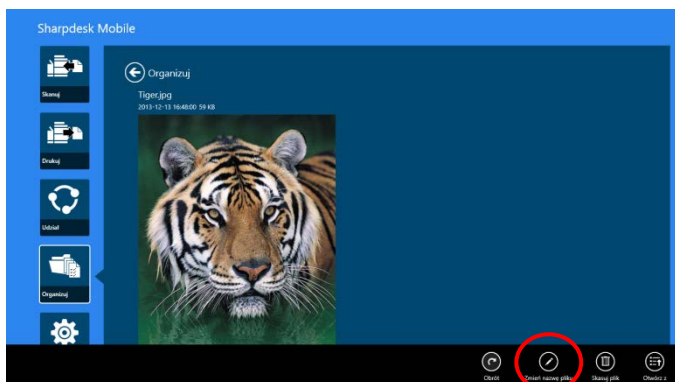 Sharpdesk Mobile
Skanuj
Organizuj
Tiger.jpg
2013-12-13 16:48:00 59 KB
Drukuj
Udział
Organizuj
Obróć
Zmień nazwę pliku
Skasuj plik
Otwórz z